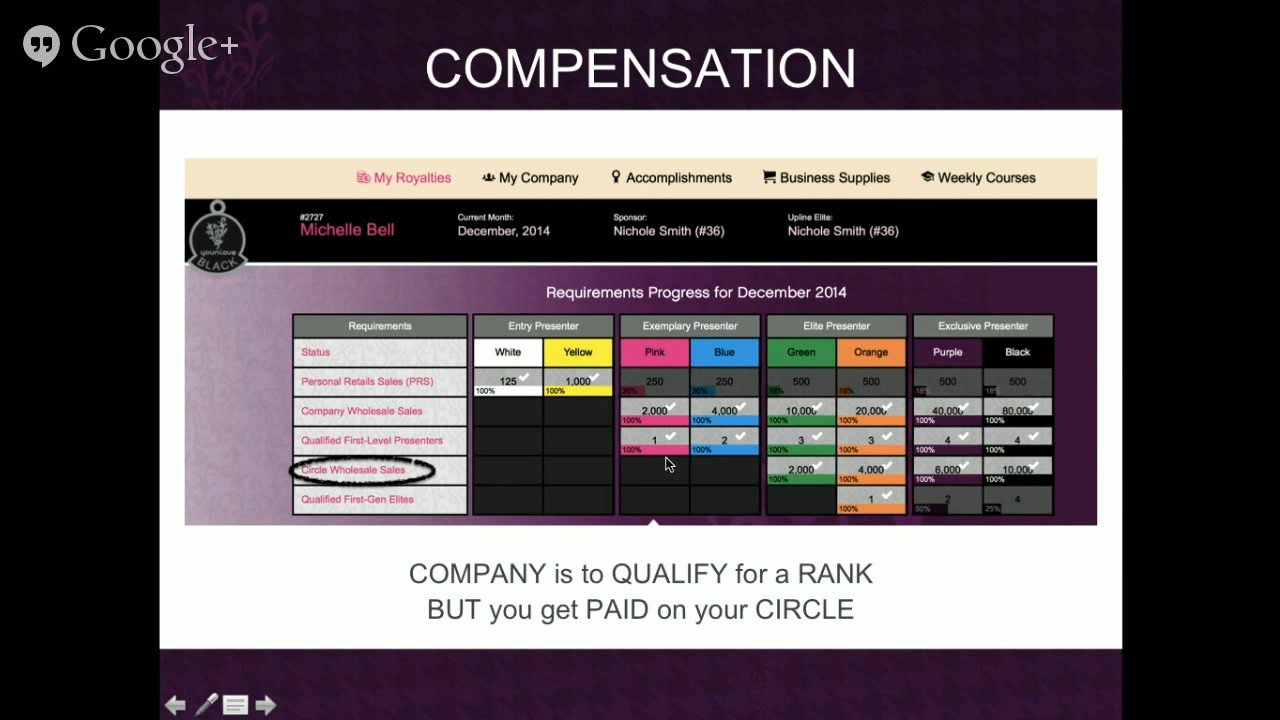 Google+
COMPENSATION
My Royalties My Company Accomplishments Business Supplies Weekly Courses
#2727 Current Month: Sponsor: Upline Elite:
Michelle Bell December, 2014 Nichole Smith (#36) Nichole Smith (#36)
younique
BLACK
Requirements Progress for December 2014
Requirements Entry Presenter Exemplary Presenter Elite Presenter Exclusive Presenter
Status White Yellow Pink Blue Green Orange Purple Black
Personal Retails Sales (PRS) 125 1,000 250 250 500 500 500 500
100% 100% 36% 36% 18% 18% 18% 18%
Company Wholesale Sales 2,000 4,000 10,000 20,000 40,000 80,000
100% 100% 100% 100% 100% 100%
Qualified First-Level Presenters 1 2 3 3 4 4
100% 100% 100% 100% 100% 100%
Circle Wholesale Sales 2,000 4,000 6,000 10,000
100% 100% 100% 100%
Qualified First-Gen Elites 1 2 4
100% 50% 25%
COMPANY is to QUALIFY for a RANK
BUT you get PAID on your CIRCLE